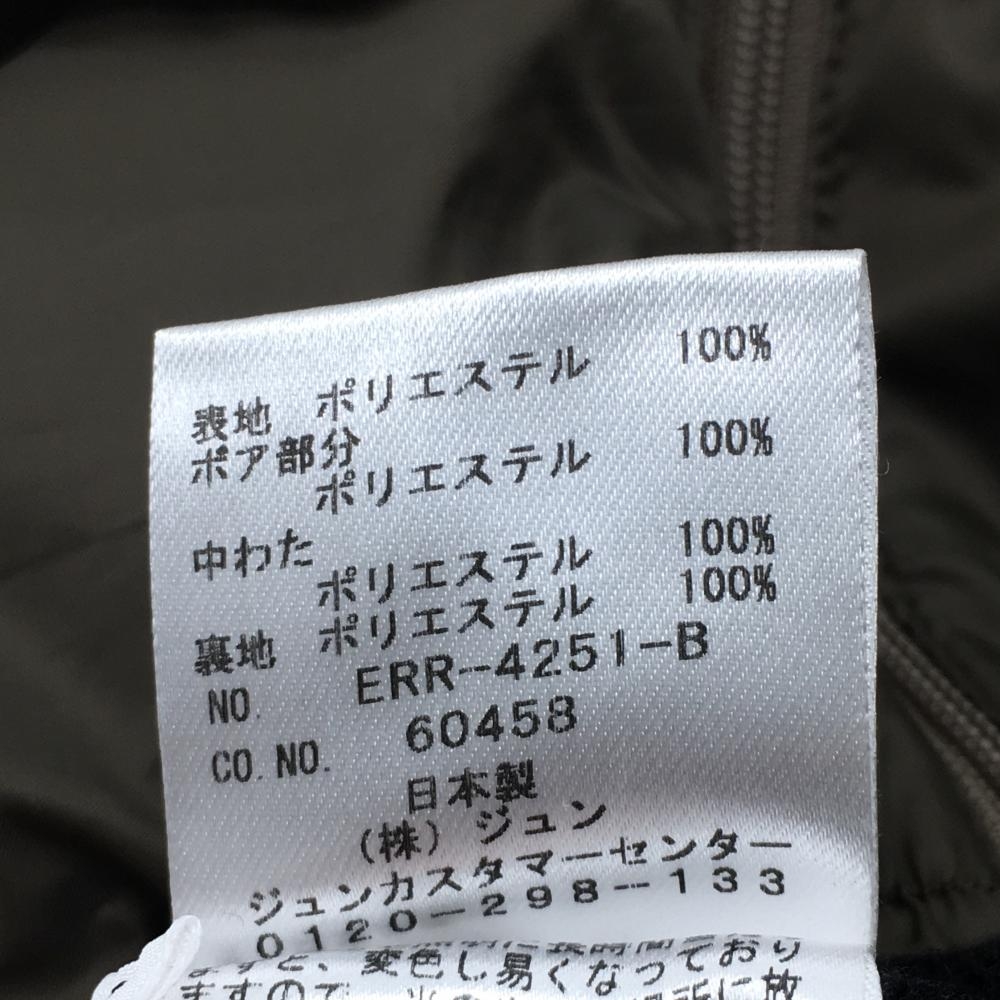 表地 ポリエステル 100%
ボア部分
ポリエステル 100%
中わた
ポリエステル 100%
裏地 ポリエステル 100%
NO. ERR-4251-B
CO.NO. 60458
日本製
(株) ジュン
ジュンカスタマーセンター
0120-298-133
ますと、変色し易くなっており
ますので、